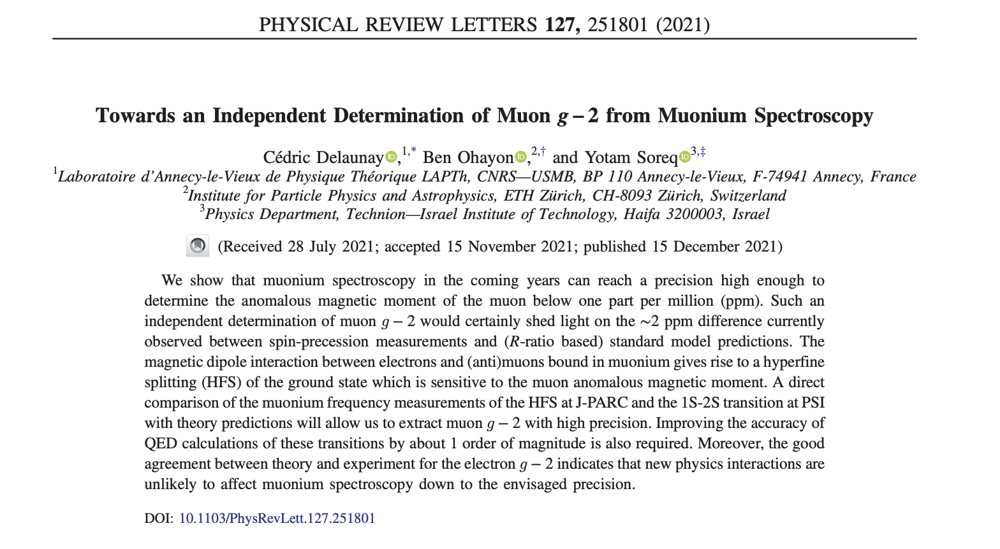 PHYSICAL REVIEW LETTERS 127, 251801 (2021)
Towards an Independent Determination of Muon g – 2 from Muonium Spectroscopy
Cédric Delaunay iD,1,* Ben Ohayon iD,2,† and Yotam Soreq iD3,‡
1Laboratoire d'Annecy-le-Vieux de Physique Théorique LAPTh, CNRS—USMB, BP 110 Annecy-le-Vieux, F-74941 Annecy, France
2Institute for Particle Physics and Astrophysics, ETH Zürich, CH-8093 Zürich, Switzerland
3Physics Department, Technion—Israel Institute of Technology, Haifa 3200003, Israel
(Received 28 July 2021; accepted 15 November 2021; published 15 December 2021)
We show that muonium spectroscopy in the coming years can reach a precision high enough to
determine the anomalous magnetic moment of the muon below one part per million (ppm). Such an
independent determination of muon g – 2 would certainly shed light on the ~2 ppm difference currently
observed between spin-precession measurements and (R-ratio based) standard model predictions. The
magnetic dipole interaction between electrons and (anti)muons bound in muonium gives rise to a hyperfine
splitting (HFS) of the ground state which is sensitive to the muon anomalous magnetic moment. A direct
comparison of the muonium frequency measurements of the HFS at J-PARC and the 1S-2S transition at PSI
with theory predictions will allow us to extract muon g – 2 with high precision. Improving the accuracy of
QED calculations of these transitions by about 1 order of magnitude is also required. Moreover, the good
agreement between theory and experiment for the electron g – 2 indicates that new physics interactions are
unlikely to affect muonium spectroscopy down to the envisaged precision.
DOI: 10.1103/PhysRevLett.127.251801